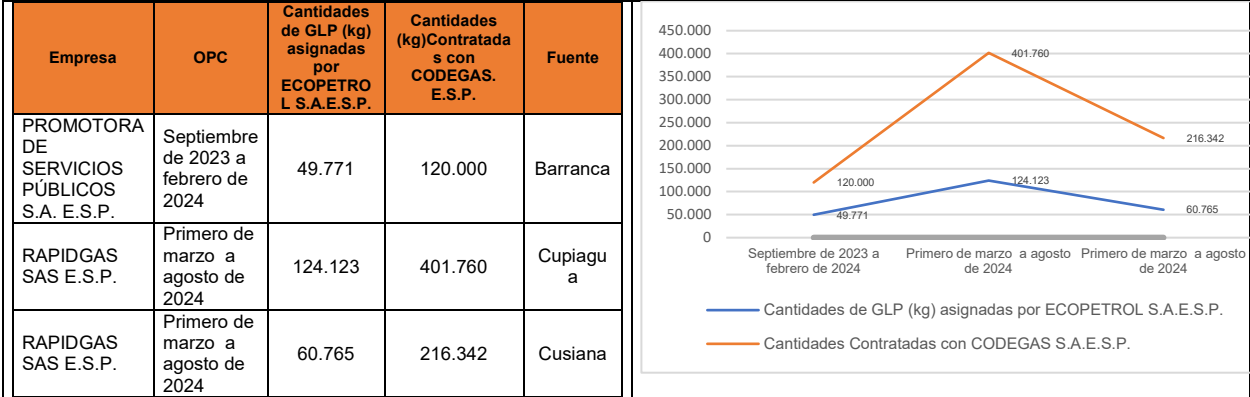 Empresa
OPC
Cantidades
de GLP (kg)
asignadas
por
ECOPETRO
L S.A.E.S.P.
Cantidades
(kg)Contratada
s con
CODEGAS.
E.S.P.
Fuente
PROMOTORA
DE
SERVICIOS
PÚBLICOS
S.A. E.S.P.
Septiembre
de 2023 a
febrero de
2024
49.771
120.000
Barranca
RAPIDGAS
SAS E.S.P.
Primero de
marzo a
agosto de
2024
124.123
401.760
Cupiagu
a
RAPIDGAS
SAS E.S.P.
Primero de
marzo a
agosto de
2024
60.765
216.342
Cusiana
450.000
400.000
350.000
300.000
250.000
200.000
150.000
100.000
50.000
0
401.760
216.342
120.000
124.123
49.771
60.765
Septiembre de 2023 a
febrero de 2024
Primero de marzo a agosto
de 2024
Primero de marzo a agosto
de 2024
Cantidades de GLP (kg) asignadas por ECOPETROL S.A.E.S.P.
Cantidades Contratadas con CODEGAS S.A.E.S.P.